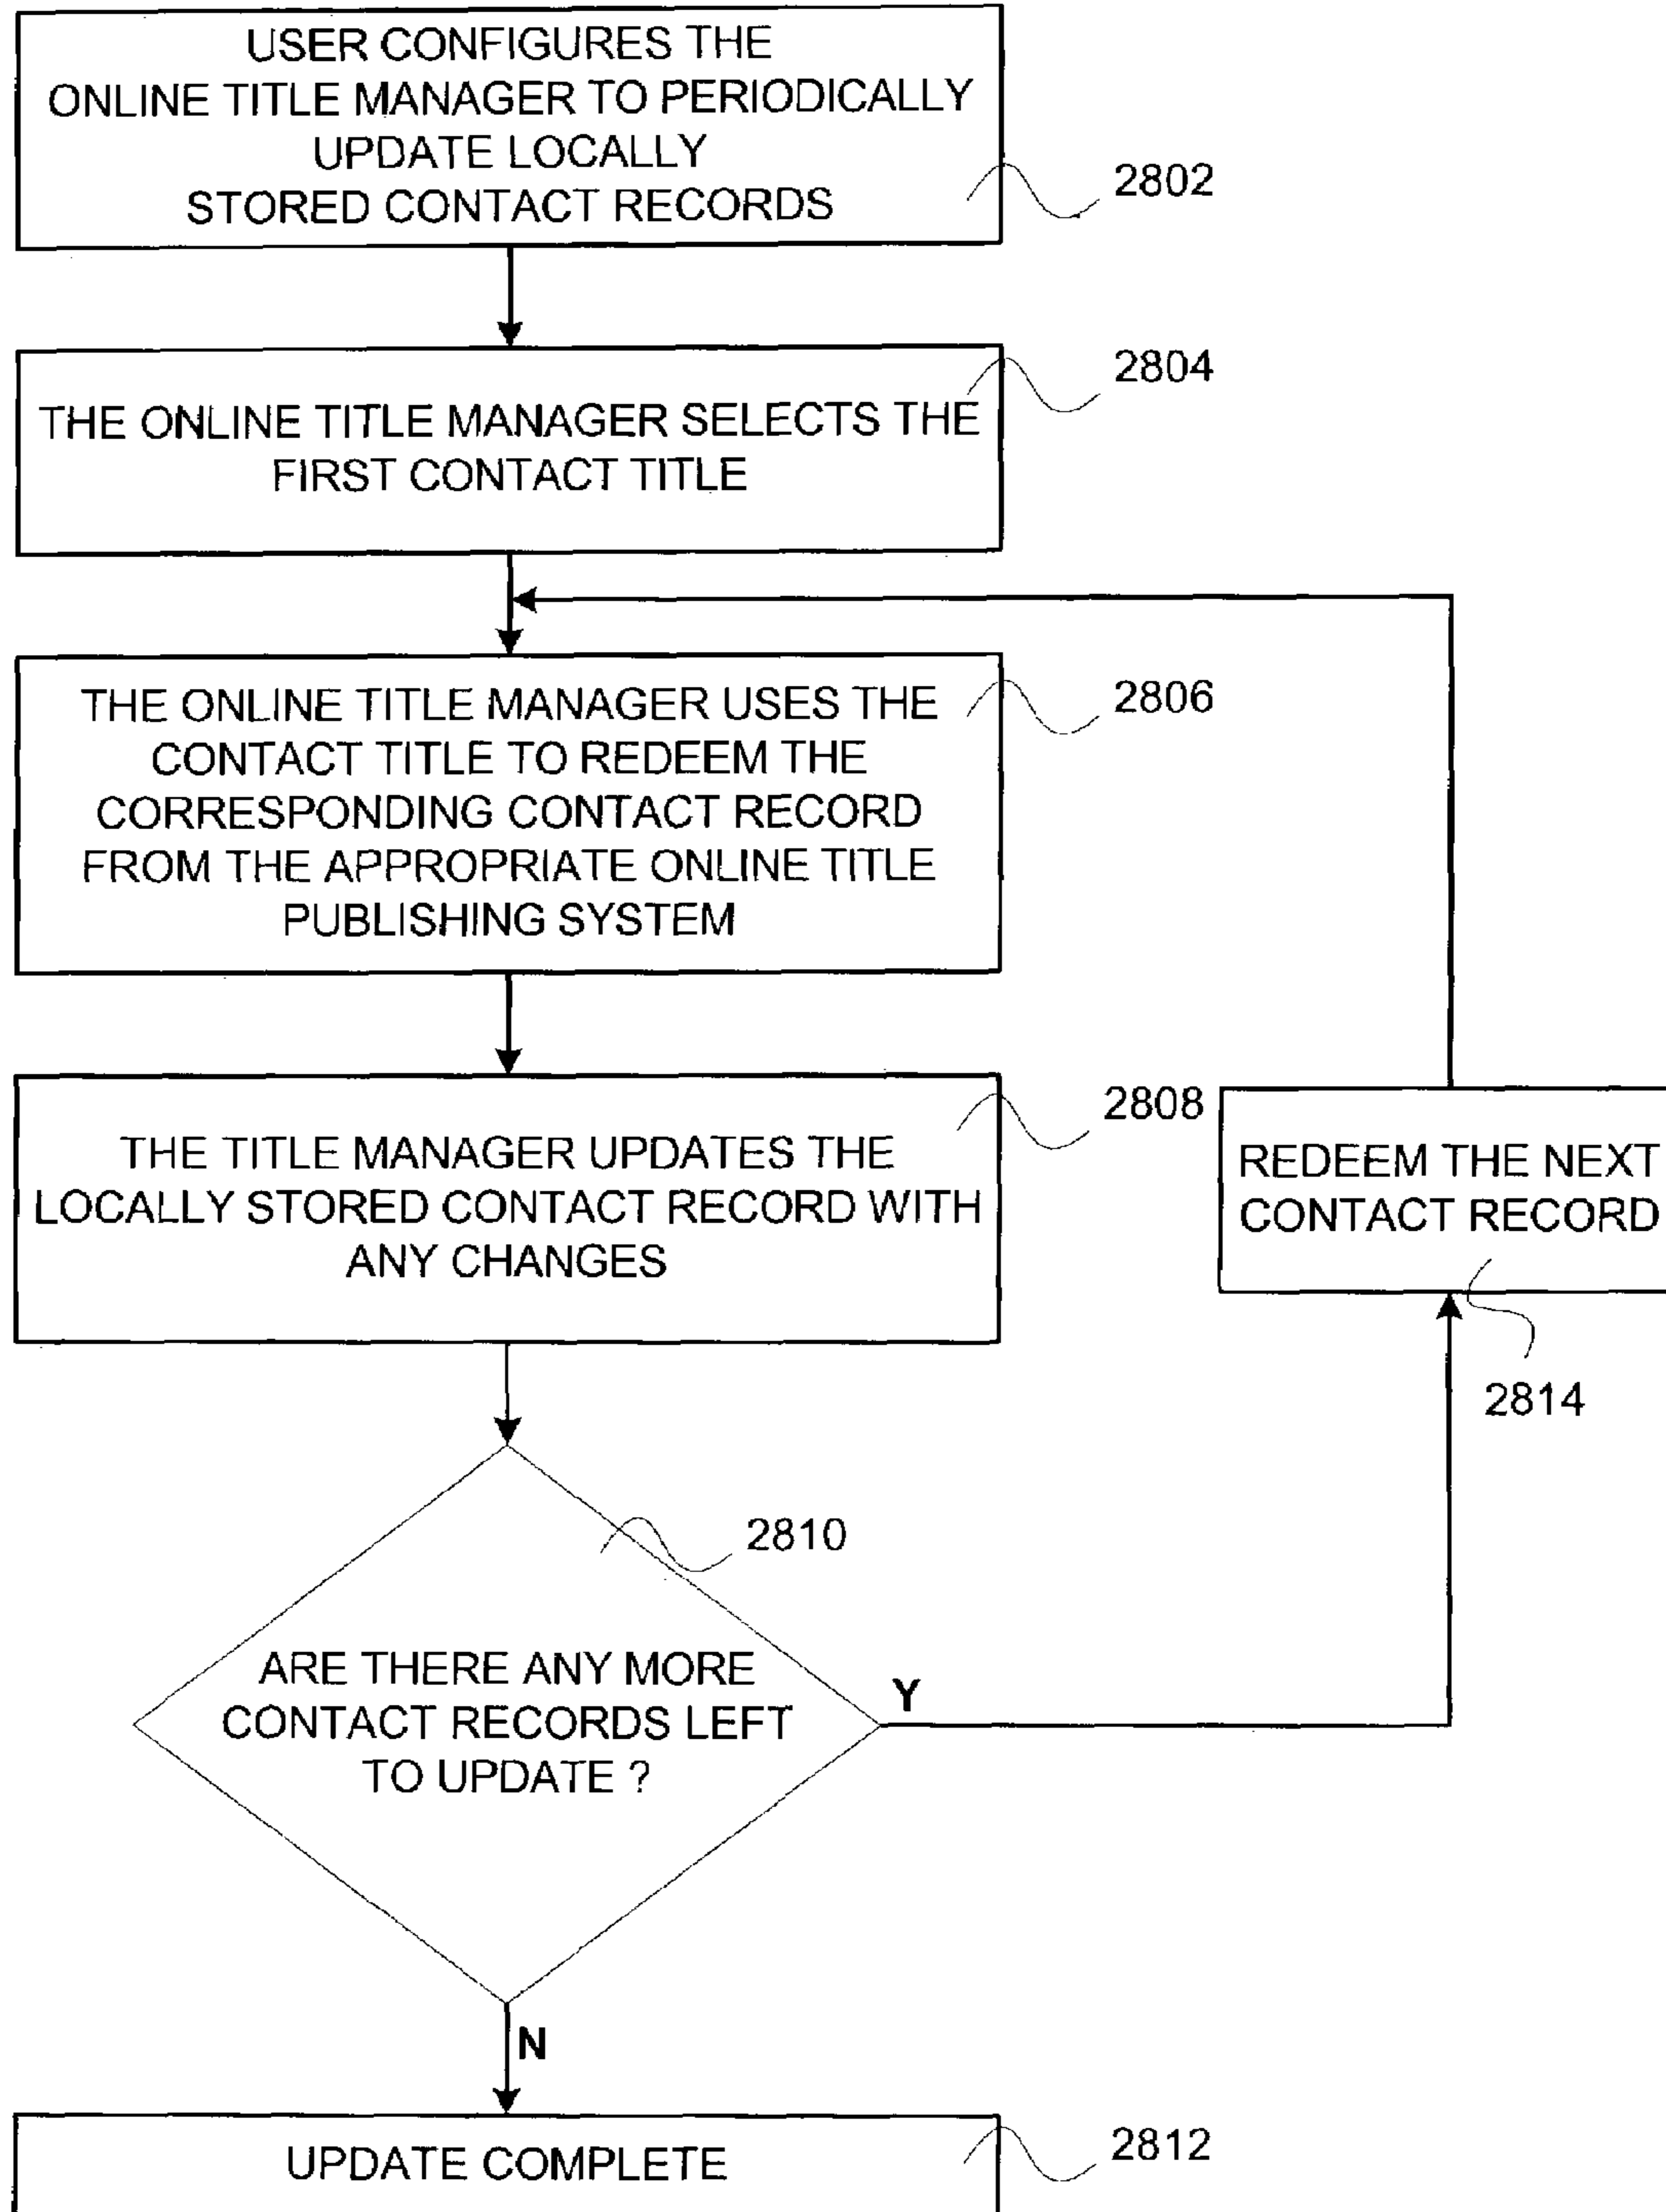 USER CONFIGURES THE
ONLINE TITLE MANAGER TO PERIODICALLY
UPDATE LOCALLY
STORED CONTACT RECORDS
2802
THE ONLINE TITLE MANAGER SELECTS THE
FIRST CONTACT TITLE
2804
THE ONLINE TITLE MANAGER USES THE
CONTACT TITLE TO REDEEM THE
CORRESPONDING CONTACT RECORD
FROM THE APPROPRIATE ONLINE TITLE
PUBLISHING SYSTEM
2806
THE TITLE MANAGER UPDATES THE
LOCALLY STORED CONTACT RECORD WITH
ANY CHANGES
2808
REDEEM THE NEXT
CONTACT RECORD
2814
2810
ARE THERE ANY MORE
CONTACT RECORDS LEFT
TO UPDATE ?
Y
N
UPDATE COMPLETE
2812